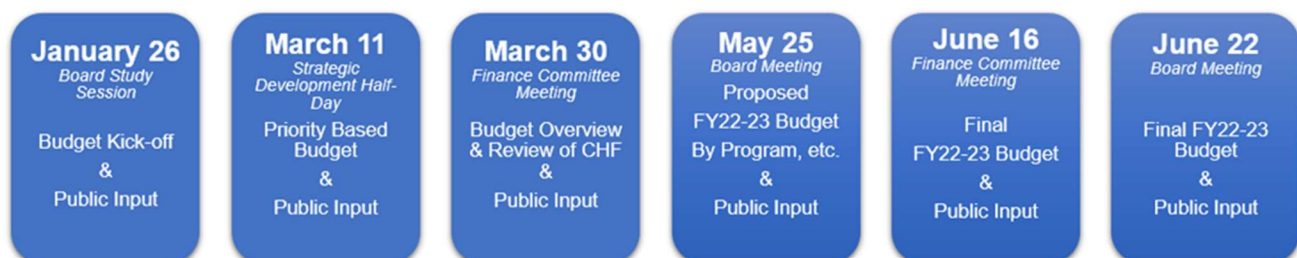 January 26
Board Study
Session
Budget Kick-off
&
Public Input
March 11
Strategic
Development Half-
Day
Priority Based
Budget
&
Public Input
March 30
Finance Committee
Meeting
Budget Overview
& Review of CHF
&
Public Input
May 25
Board Meeting
Proposed
FY22-23 Budget
By Program, etc.
&
Public Input
June 16
Finance Committee
Meeting
Final
FY22-23 Budget
&
Public Input
June 22
Board Meeting
Final FY22-23
Budget
&
Public Input